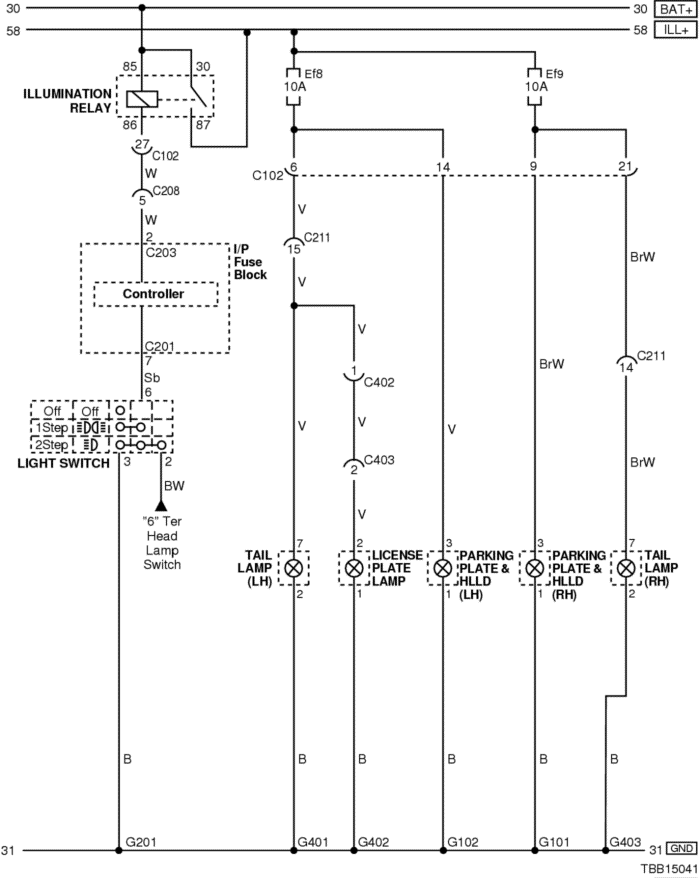 30 30 BAT+
58 58 ILL+
85 30
ILLUMINATION
RELAY
86 87
Ef8
10A
Ef9
10A
27
C102
W
C208
5
W
2
C203
I/P
Fuse
Block
Controller
C201
7
Sb
6
Off Off
1Step
2Step
LIGHT SWITCH
3 2
BW
"6" Ter
Head
Lamp
Switch
C102 6 14 9 21
V
C211
15
V
V
1
C402
V
V
C403
2
V
V
BrW
BrW
C211
14
BrW
7 2 3 3 7
TAIL
LAMP
(LH)
2
LICENSE
PLATE
LAMP
1
PARKING
PLATE &
HLLD
(LH)
1
PARKING
PLATE &
HLLD
(RH)
1
TAIL
LAMP
(RH)
2
B B B B B B
G201 G401 G402 G102 G101 G403
31 31 GND
TBB15041